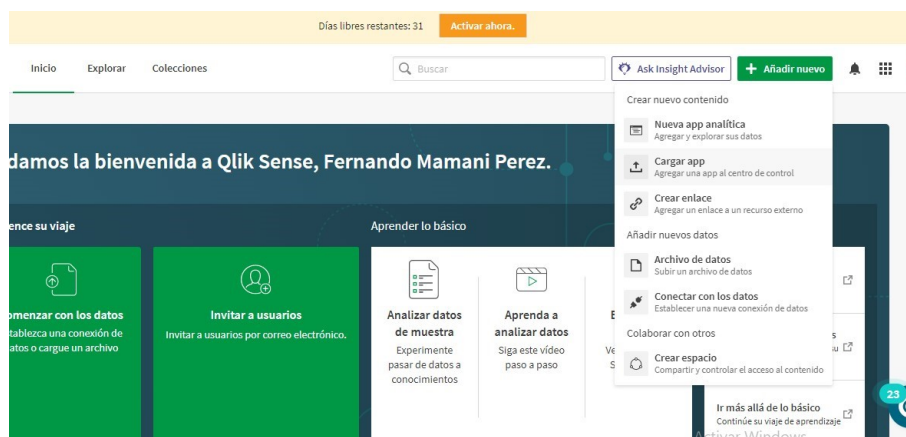 Días libres restantes: 31 Activar ahora.
Inicio Explorar Colecciones Buscar Ask Insight Advisor + Añadir nuevo
Crear nuevo contenido
Nueva app analítica
Agregar y explorar sus datos
Cargar app
Agregar una app al centro de control
Crear enlace
Agregar un enlace a un recurso externo
Añadir nuevos datos
Archivo de datos
Subir un archivo de datos
Conectar con los datos
Establecer una nueva conexión de datos
Colaborar con otros
Crear espacio
Compartir y controlar el acceso al contenido
damos la bienvenida a Qlik Sense, Fernando Mamani Perez.
ence su viaje
omenzar con los datos
tablezca una conexión de
atos o cargue un archivo
Invitar a usuarios
Invitar a usuarios por correo electrónico.
Aprender lo básico
Analizar datos
de muestra
Experimente
pasar de datos a
conocimientos
Aprenda a
analizar datos
Siga este vídeo
paso a paso
Ir más allá de lo básico
Continúe su viaje de aprendizaje
23
Activar Windows